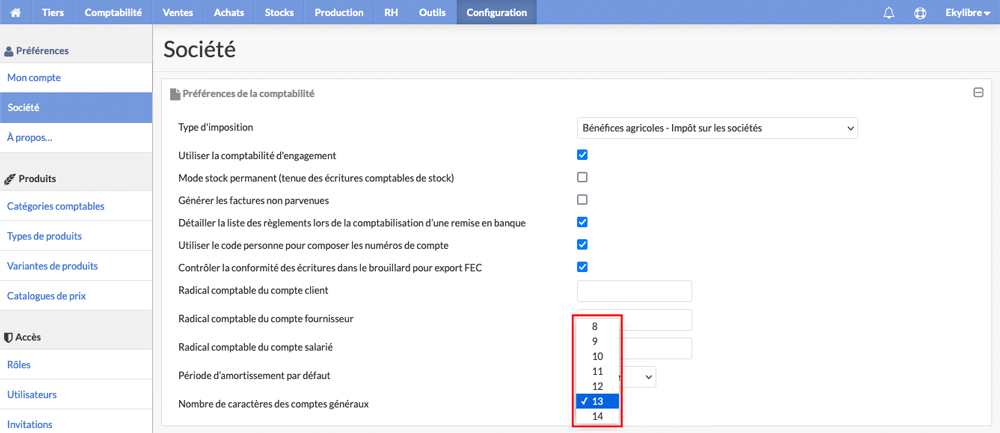 Tiers Comptabilité Ventes Achats Stocks Production RH Outils Configuration Ekylibre
Préférences
Mon compte
Société
À propos...
Produits
Catégories comptables
Types de produits
Variantes de produits
Catalogues de prix
Accès
Rôles
Utilisateurs
Invitations
Société
Préférences de la comptabilité
Type d'imposition Bénéfices agricoles - Impôt sur les sociétés
Utiliser la comptabilité d'engagement
Mode stock permanent (tenue des écritures comptables de stock)
Générer les factures non parvenues
Détailler la liste des règlements lors de la comptabilisation d'une remise en banque
Utiliser le code personne pour composer les numéros de compte
Contrôler la conformité des écritures dans le brouillard pour export FEC
Radical comptable du compte client
Radical comptable du compte fournisseur
Radical comptable du compte salarié
Période d'amortissement par défaut
Nombre de caractères des comptes généraux
8
9
10
11
12
✓ 13
14